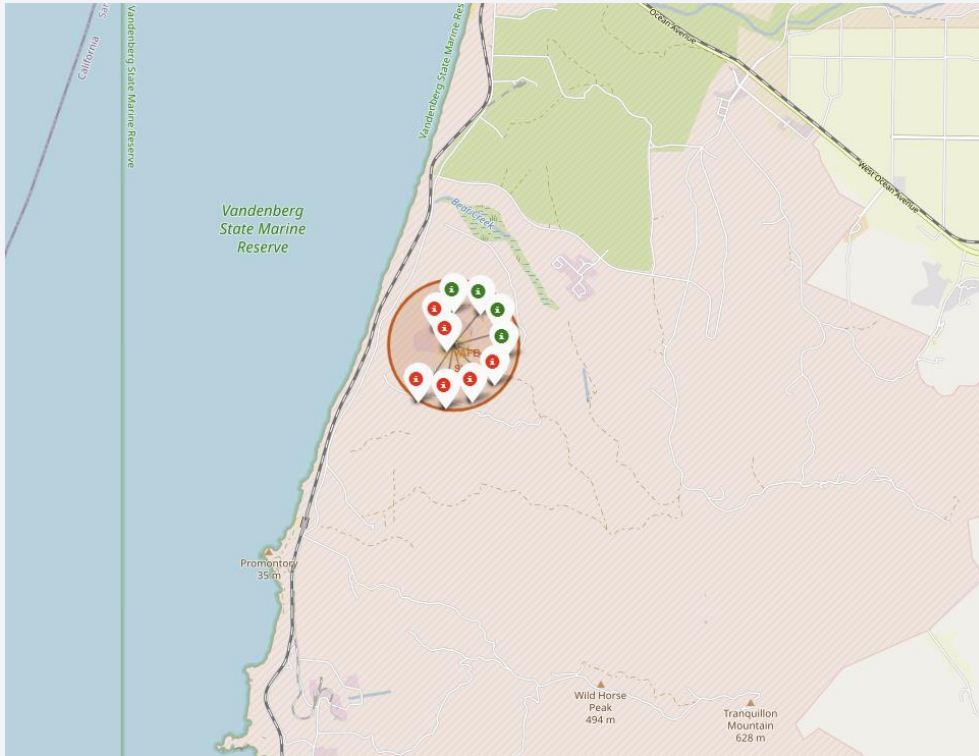 California
San
Vandenberg State Marine Reserve
Vandenberg State Marine Reserve
Ocean Avenue
West Ocean Avenue
Vandenberg
State Marine
Reserve
Bear Creek
Promontory
35 m
Wild Horse
Peak
494 m
Tranquillon
Mountain
628 m